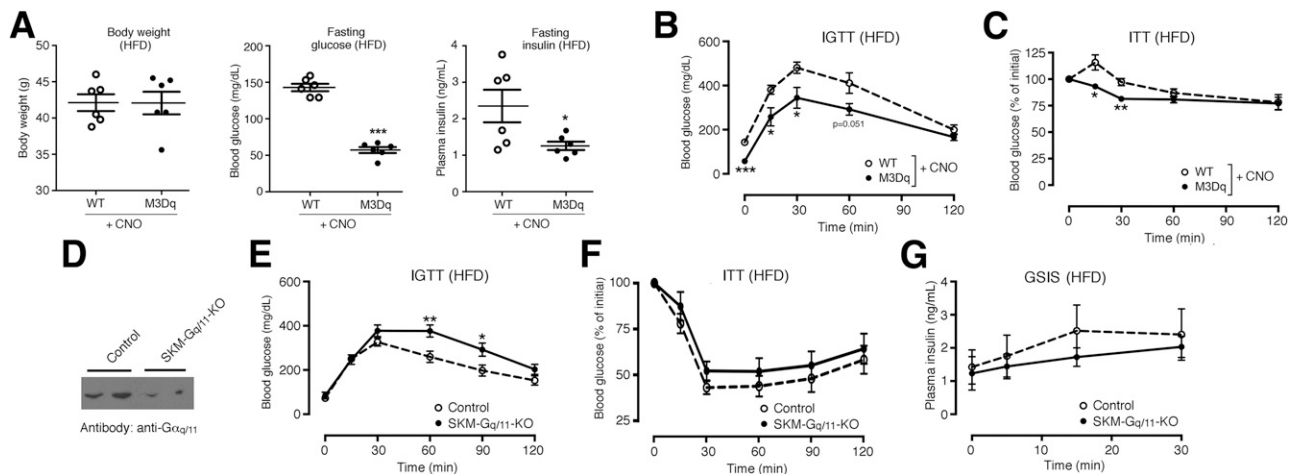 A
Body weight
(HFD)
Body weight (g)
45
40
35
30
WT
M3Dq
+ CNO
Fasting
glucose (HFD)
Blood glucose (mg/dL)
200
150
100
50
0
***
WT
M3Dq
+ CNO
Fasting
insulin (HFD)
Plasma insulin (ng/mL)
4
3
2
1
0
*
WT
M3Dq
+ CNO
B
IGTT (HFD)
Blood glucose (mg/dL)
600
400
200
0
***
*
*
p=0.051
WT
M3Dq
+ CNO
0 30 60 90 120
Time (min)
C
ITT (HFD)
Blood glucose (% of initial)
125
100
75
50
25
0
*
**
WT
M3Dq
+ CNO
0 30 60 90 120
Time (min)
D
Control
SKM-Gq/11-KO
Antibody: anti-Gαq/11
E
IGTT (HFD)
Blood glucose (mg/dL)
600
400
200
0
**
*
Control
SKM-Gq/11-KO
0 30 60 90 120
Time (min)
F
ITT (HFD)
Blood glucose (% of initial)
100
75
50
25
Control
SKM-Gq/11-KO
0 30 60 90 120
Time (min)
G
GSIS (HFD)
Plasma insulin (ng/mL)
4
3
2
1
0
Control
SKM-Gq/11-KO
0 10 20 30
Time (min)